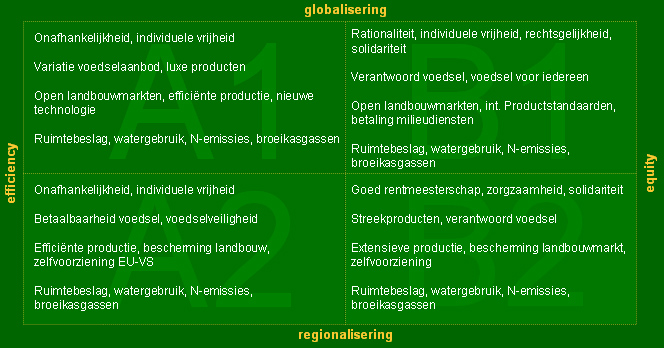 globalisering
efficiency
A1
Onafhankelijkheid, individuele vrijheid
Variatie voedselaanbod, luxe producten
Open landbouwmarkten, efficiënte productie, nieuwe
technologie
Ruimtebeslag, watergebruik, N-emissies, broeikasgassen
B1
Rationaliteit, individuele vrijheid, rechtsgelijkheid,
solidariteit
Verantwoord voedsel, voedsel voor iedereen
Open landbouwmarkten, int. Productstandaarden,
betaling milieudiensten
Ruimtebeslag, watergebruik, N-emissies,
broeikasgassen
A2
Onafhankelijkheid, individuele vrijheid
Betaalbaarheid voedsel, voedselveiligheid
Efficiënte productie, bescherming landbouw,
zelfvoorziening EU-VS
Ruimtebeslag, watergebruik, N-emissies,
broeikasgassen
B2
Goed rentmeesterschap, zorgzaamheid, solidariteit
Streekproducten, verantwoord voedsel
Extensieve productie, bescherming landbouwmarkt,
zelfvoorziening
Ruimtebeslag, watergebruik, N-emissies,
broeikasgassen
equity
regionalisering